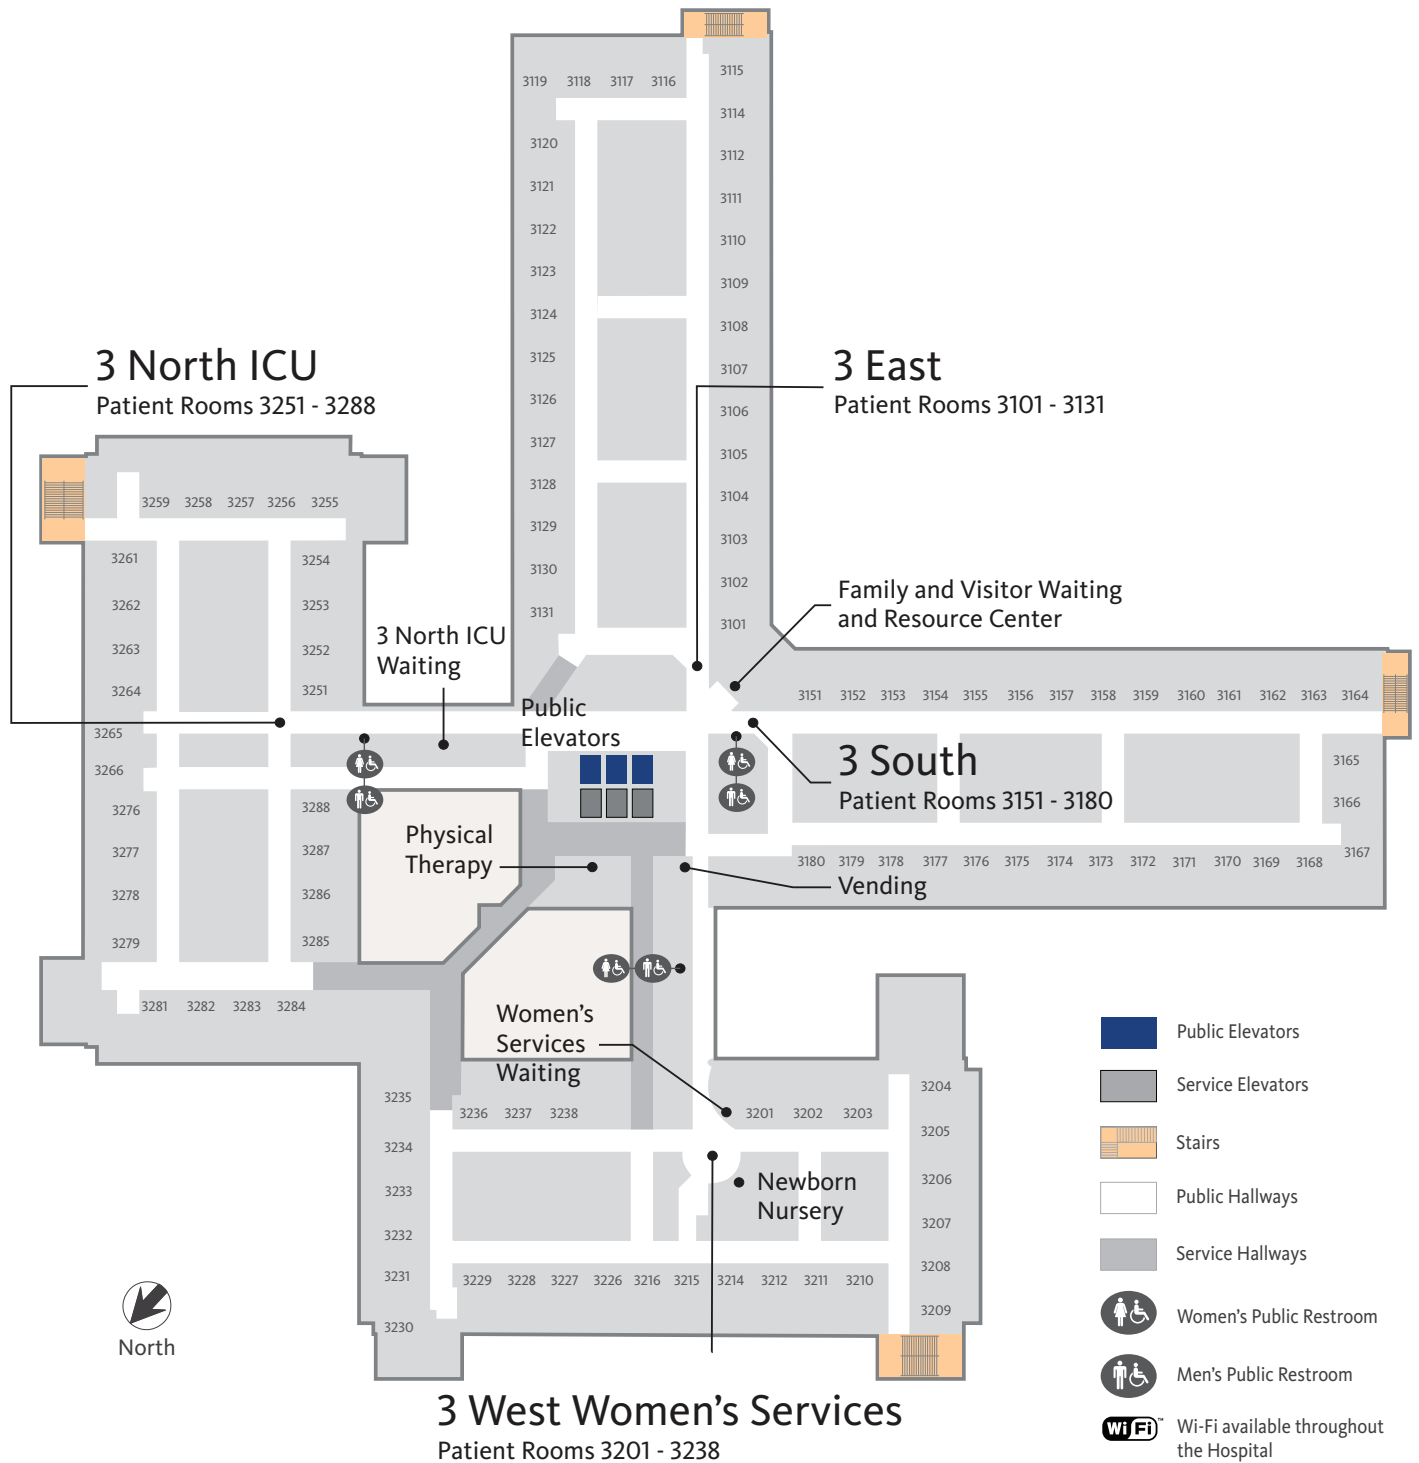 3115
3119 3118 3117 3116
3114
3120
3112
3121
3111
3122
3110
3123
3109
3124
3108
3125
3107
3126
3106
3127
3105
3128
3104
3129
3103
3130
3102
3131
3101
3 North ICU
Patient Rooms 3251 - 3288
3 East
Patient Rooms 3101 - 3131
3259 3258 3257 3256 3255
3261
3254
3262
3253
3263
3252
3264
3251
3265
3266
3 North ICU
Waiting
Public
Elevators
Family and Visitor Waiting
and Resource Center
3151 3152 3153 3154 3155 3156 3157 3158 3159 3160 3161 3162 3163 3164
3 South
Patient Rooms 3151 - 3180
3165
3166
3167
3180 3179 3178 3177 3176 3175 3174 3173 3172 3171 3170 3169 3168
3276
3288
3277
3287
3278
3286
3279
3285
3281 3282 3283 3284
Physical
Therapy
Vending
Women's
Services
Waiting
3235
3236 3237 3238
3201 3202 3203
3204
3234
3205
3233
3206
3232
3207
3231
3208
3230
3209
Newborn
Nursery
3229 3228 3227 3226 3216 3215 3214 3212 3211 3210
North
3 West Women's Services
Patient Rooms 3201 - 3238
Public Elevators
Service Elevators
Stairs
Public Hallways
Service Hallways
Women's Public Restroom
Men's Public Restroom
Wi Fi™
Wi-Fi available throughout
the Hospital